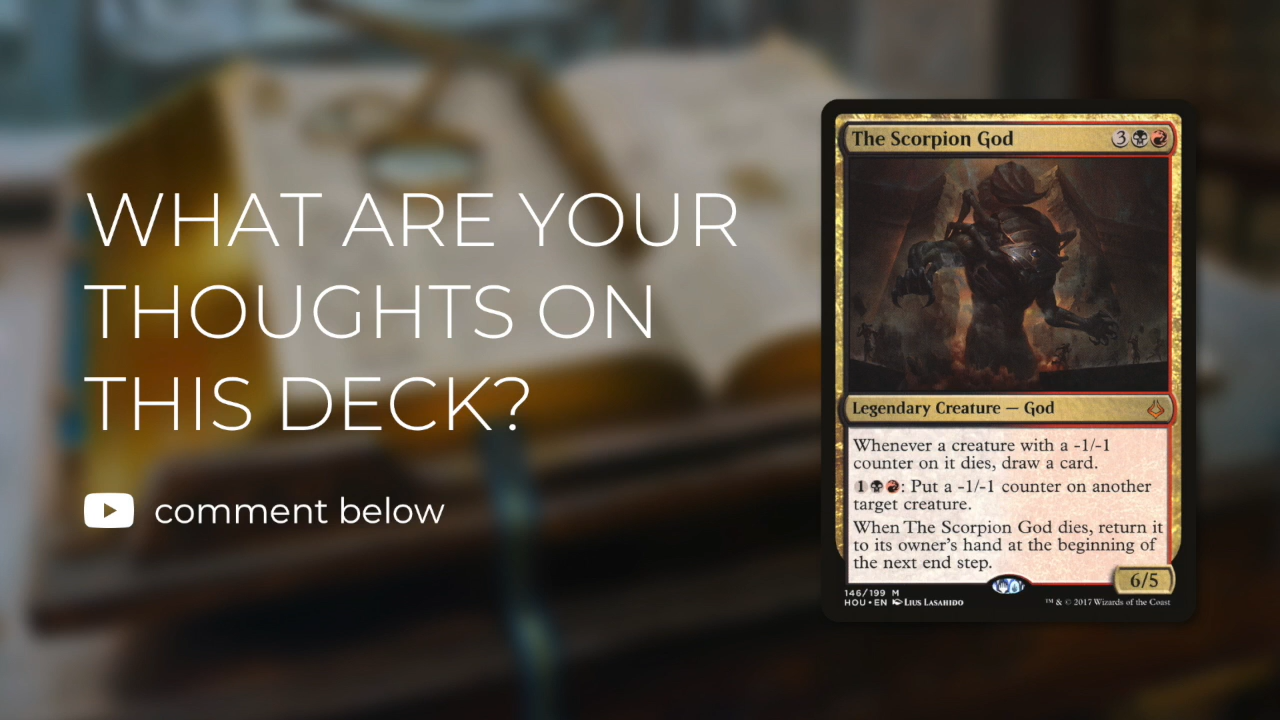 WHAT ARE YOUR
THOUGHTS ON
THIS DECK?
comment below
The Scorpion God 3
Legendary Creature — God
Whenever a creature with a -1/-1
counter on it dies, draw a card.
1 : Put a -1/-1 counter on another
target creature.
When The Scorpion God dies, return it
to its owner's hand at the beginning of
the next end step.
6/5
146/199 M
HOU • EN Lius Lasahido
™ & © 2017 Wizards of the Coast